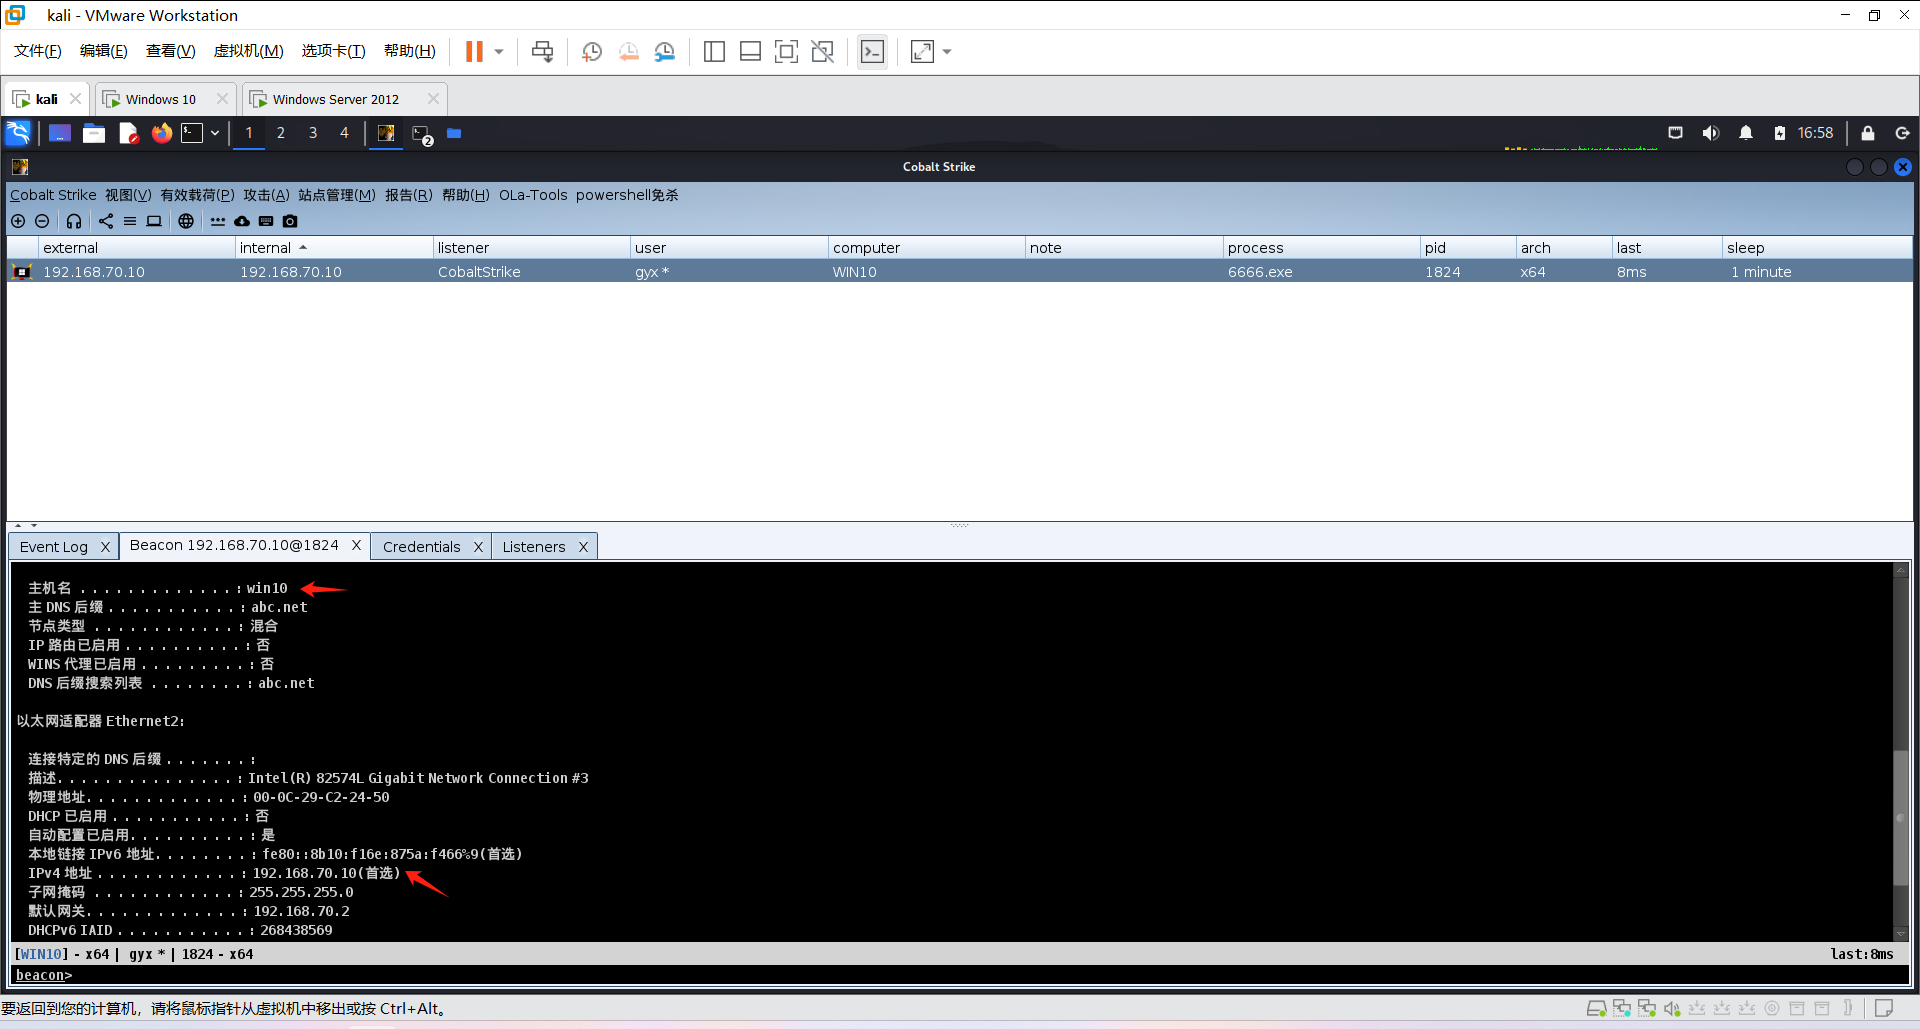 kali - VMware Workstation
文件(F) 编辑(E) 查看(V) 虚拟机(M) 选项卡(T) 帮助(H)
kali Windows 10 Windows Server 2012
1 2 3 4 2 16:58
Cobalt Strike
Cobalt Strike 视图(V) 有效载荷(P) 攻击(A) 站点管理(M) 报告(R) 帮助(H) OLa-Tools powershell免杀
external internal listener user computer note process pid arch last sleep
192.168.70.10 192.168.70.10 CobaltStrike gyx * WIN10 6666.exe 1824 x64 8ms 1 minute
Event Log X Beacon 192.168.70.10@1824 X Credentials X Listeners X
主机名 . . . . . . . . . . . . . : win10
主 DNS 后缀 . . . . . . . . . . . : abc.net
节点类型 . . . . . . . . . . . . : 混合
IP 路由已启用 . . . . . . . . . . : 否
WINS 代理已启用 . . . . . . . . . : 否
DNS 后缀搜索列表 . . . . . . . . : abc.net
以太网适配器 Ethernet2:
连接特定的 DNS 后缀 . . . . . . . :
描述. . . . . . . . . . . . . . . : Intel(R) 82574L Gigabit Network Connection #3
物理地址. . . . . . . . . . . . . : 00-0C-29-C2-24-50
DHCP 已启用 . . . . . . . . . . . : 否
自动配置已启用. . . . . . . . . . : 是
本地链接 IPv6 地址. . . . . . . . : fe80::8b10:f16e:875a:f466%9(首选)
IPv4 地址 . . . . . . . . . . . . : 192.168.70.10(首选)
子网掩码 . . . . . . . . . . . . : 255.255.255.0
默认网关. . . . . . . . . . . . . : 192.168.70.2
DHCPv6 IAID . . . . . . . . . . . : 268438569
[WIN10] - x64 | gyx * | 1824 - x64 last:8ms
beacon>
要返回到您的计算机，请将鼠标指针从虚拟机中移出或按 Ctrl+Alt。